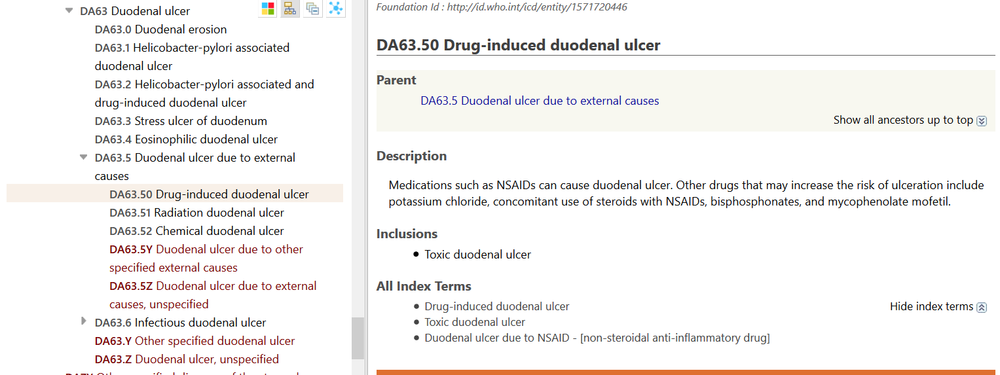 DA63 Duodenal ulcer
DA63.0 Duodenal erosion
DA63.1 Helicobacter-pylori associated
duodenal ulcer
DA63.2 Helicobacter-pylori associated and
drug-induced duodenal ulcer
DA63.3 Stress ulcer of duodenum
DA63.4 Eosinophilic duodenal ulcer
DA63.5 Duodenal ulcer due to external
causes
DA63.50 Drug-induced duodenal ulcer
DA63.51 Radiation duodenal ulcer
DA63.52 Chemical duodenal ulcer
DA63.5Y Duodenal ulcer due to other
specified external causes
DA63.5Z Duodenal ulcer due to external
causes, unspecified
DA63.6 Infectious duodenal ulcer
DA63.Y Other specified duodenal ulcer
DA63.Z Duodenal ulcer, unspecified
Foundation Id : http://id.who.int/icd/entity/1571720446
DA63.50 Drug-induced duodenal ulcer
Parent
DA63.5 Duodenal ulcer due to external causes
Show all ancestors up to top
Description
Medications such as NSAIDs can cause duodenal ulcer. Other drugs that may increase the risk of ulceration include
potassium chloride, concomitant use of steroids with NSAIDs, bisphosphonates, and mycophenolate mofetil.
Inclusions
• Toxic duodenal ulcer
All Index Terms
• Drug-induced duodenal ulcer
Hide index terms
• Toxic duodenal ulcer
• Duodenal ulcer due to NSAID - [non-steroidal anti-inflammatory drug]